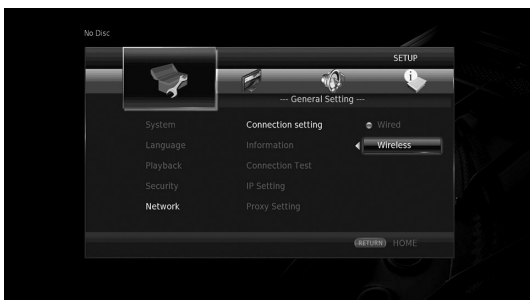 No Disc
SETUP
--- General Setting ---
System
Connection setting
Wired
Language
Information
Wireless
Playback
Connection Test
Security
IP Setting
Network
Proxy Setting
RETURN HOME